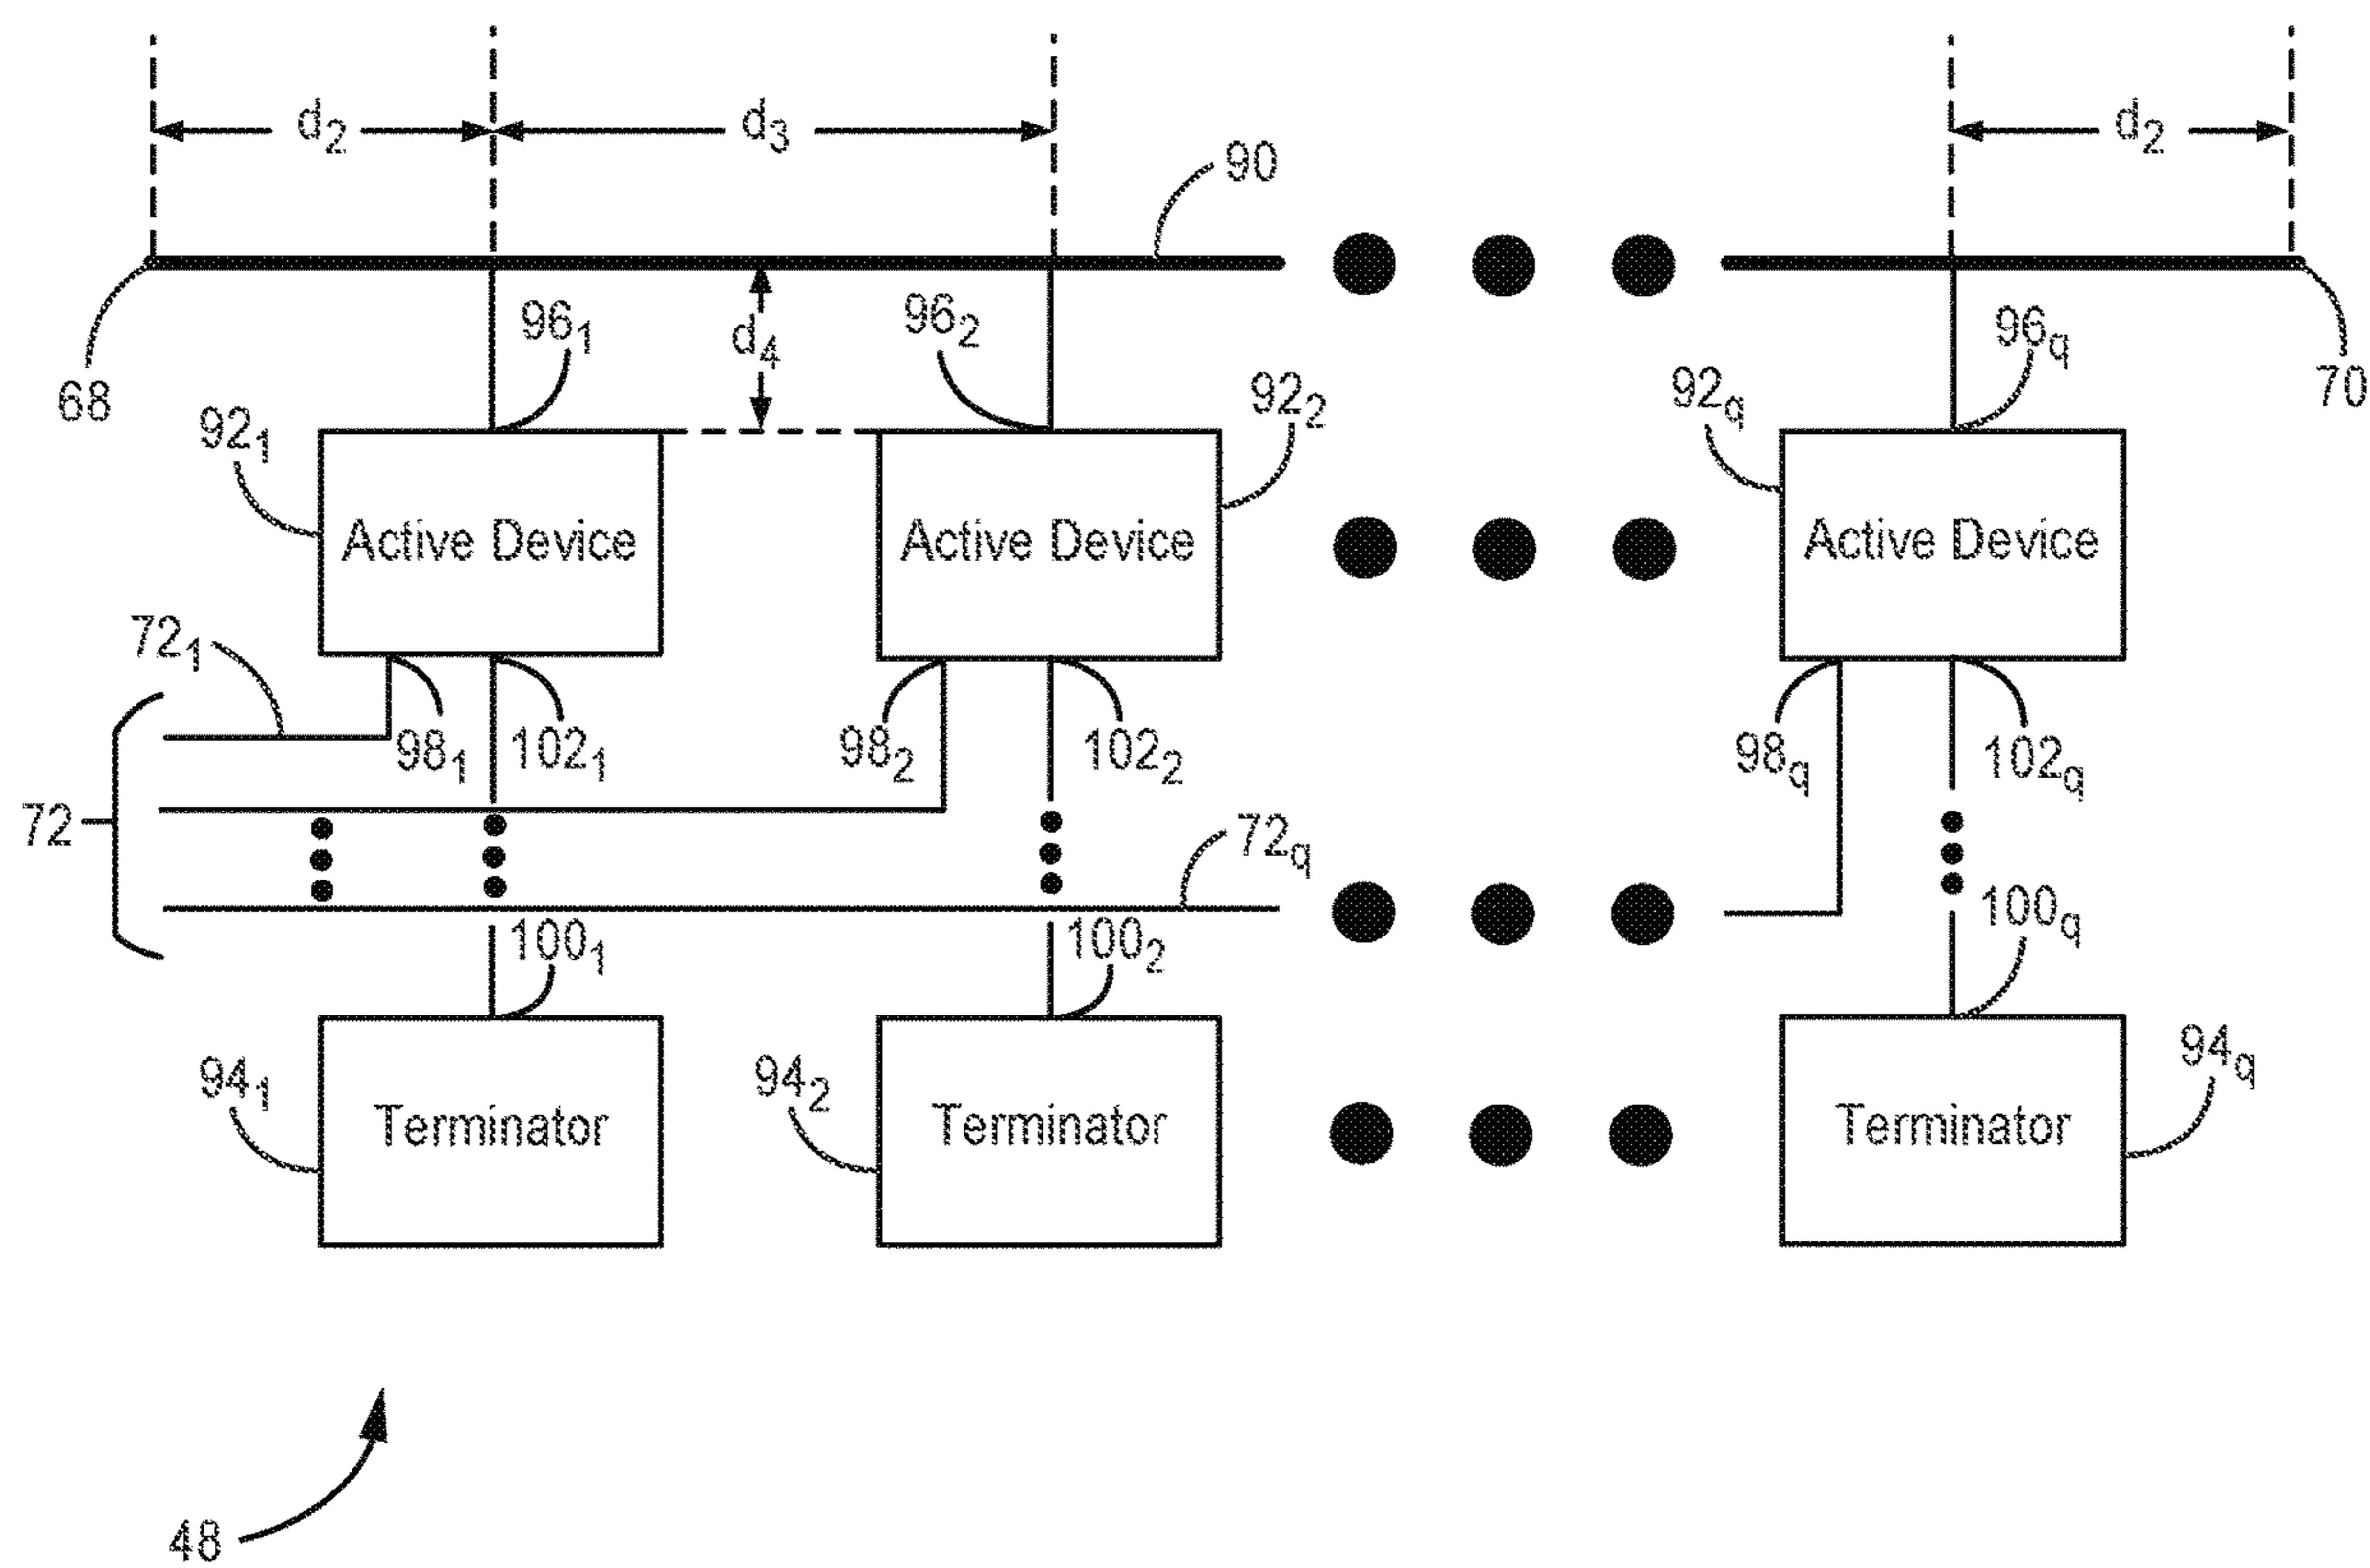 d2 d3 d2
90
961 d4 962 96q
68 70
921 922 92q
Active Device Active Device Active Device
721
981 1021 982 1022 98q 102q
72 72q
1001 1002 100q
941 942 94q
Terminator Terminator Terminator
48